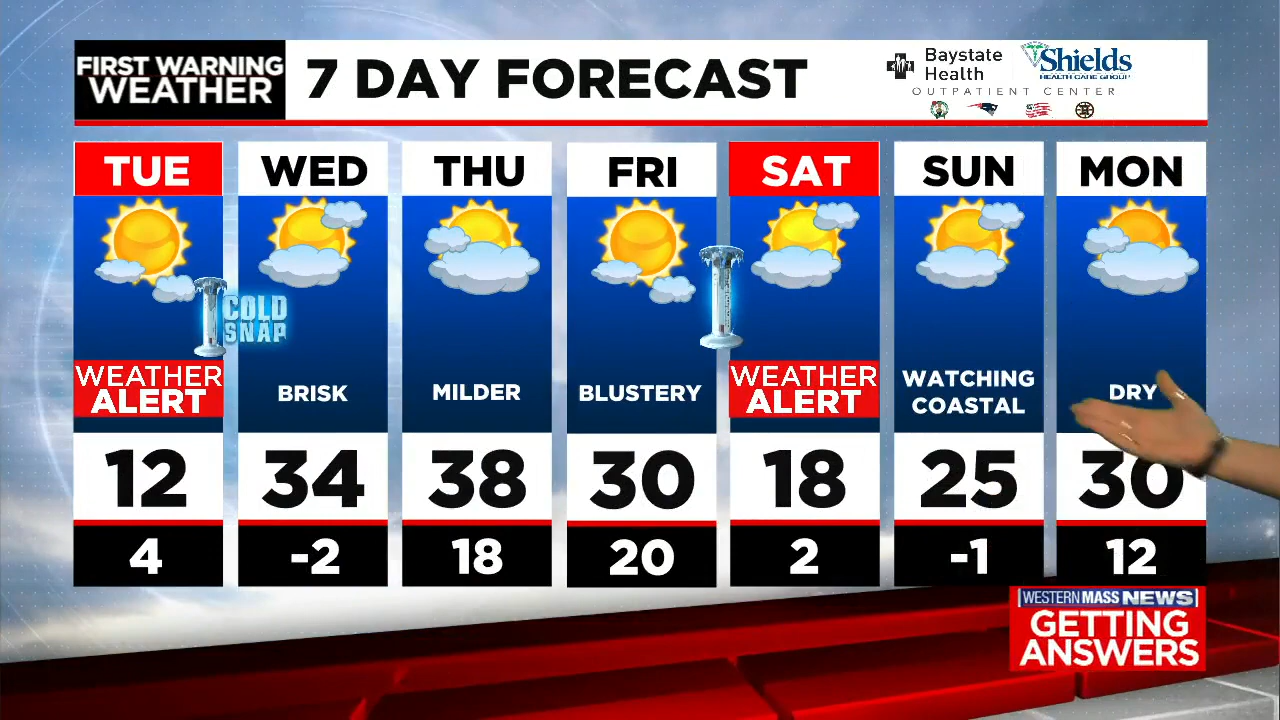 FIRST WARNING
WEATHER
7 DAY FORECAST
Baystate
Health
Shields
HEALTH CARE GROUP
OUTPATIENT CENTER
TUE
WED
THU
FRI
SAT
SUN
MON
COLD
SNAP
WEATHER
ALERT
BRISK
MILDER
BLUSTERY
WEATHER
ALERT
WATCHING
COASTAL
DRY
12
34
38
30
18
25
30
4
-2
18
20
2
-1
12
WESTERN MASS NEWS
GETTING
ANSWERS